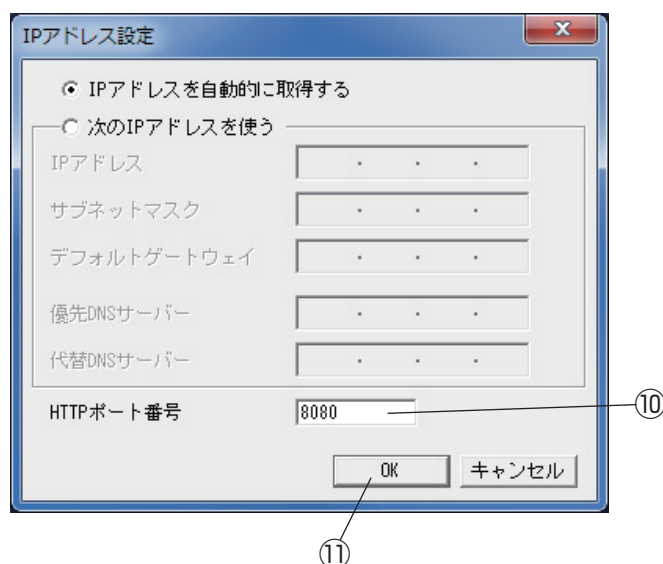 IPアドレス設定
IPアドレスを自動的に取得する
次のIPアドレスを使う
IPアドレス
サブネットマスク
デフォルトゲートウェイ
優先DNSサーバー
代替DNSサーバー
HTTPポート番号 8080
⑩
OK キャンセル
⑪